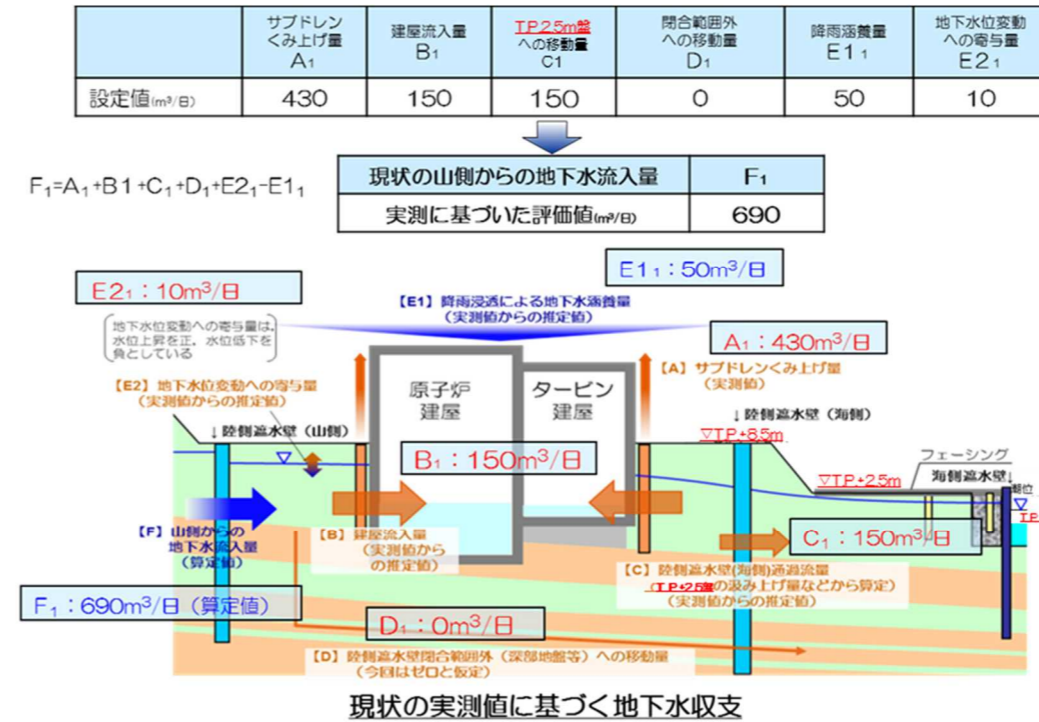 サブドレン 建屋流入量 T.P.2.5m盤 閉合範囲外 降雨涵養量 地下水位変動
くみ上げ量 への移動量 への移動量 への寄与量
A₁ B₁ C1 D₁ E1₁ E2₁
設定値(m³/日) 430 150 150 0 50 10
F₁=A₁+B1+C₁+D₁+E2₁-E1₁
現状の山側からの地下水流入量 F₁
実測に基づいた評価値(m³/日) 690
E1₁：50m³/日
E2₁：10m³/日
【E1】降雨浸透による地下水涵養量
（実測値からの推定値）
地下水位変動への寄与量は、
水位上昇を正、水位低下を
負としている
A₁：430m³/日
【A】サブドレンくみ上げ量
（実測値）
【E2】地下水位変動への寄与量
（実測値からの推定値）
原子炉
建屋
タービン
建屋
↓陸側遮水壁（山側）
↓陸側遮水壁（海側）
▽T.P.+8.5m
フェーシング
海側遮水壁↓
▽T.P.+2.5m
潮位
T.P
B₁：150m³/日
【F】山側からの
地下水流入量
（算定値）
【B】建屋流入量
（実測値から
の推定値）
C₁：150m³/日
【C】陸側遮水壁(海側)通過流量
（T.P.+2.5盤の汲み上げ量などから算定）
（実測値からの推定値）
F₁：690m³/日（算定値）
D₁：0m³/日
【D】陸側遮水壁閉合範囲外（深部地盤等）への移動量
（今回はゼロと仮定）
現状の実測値に基づく地下水収支